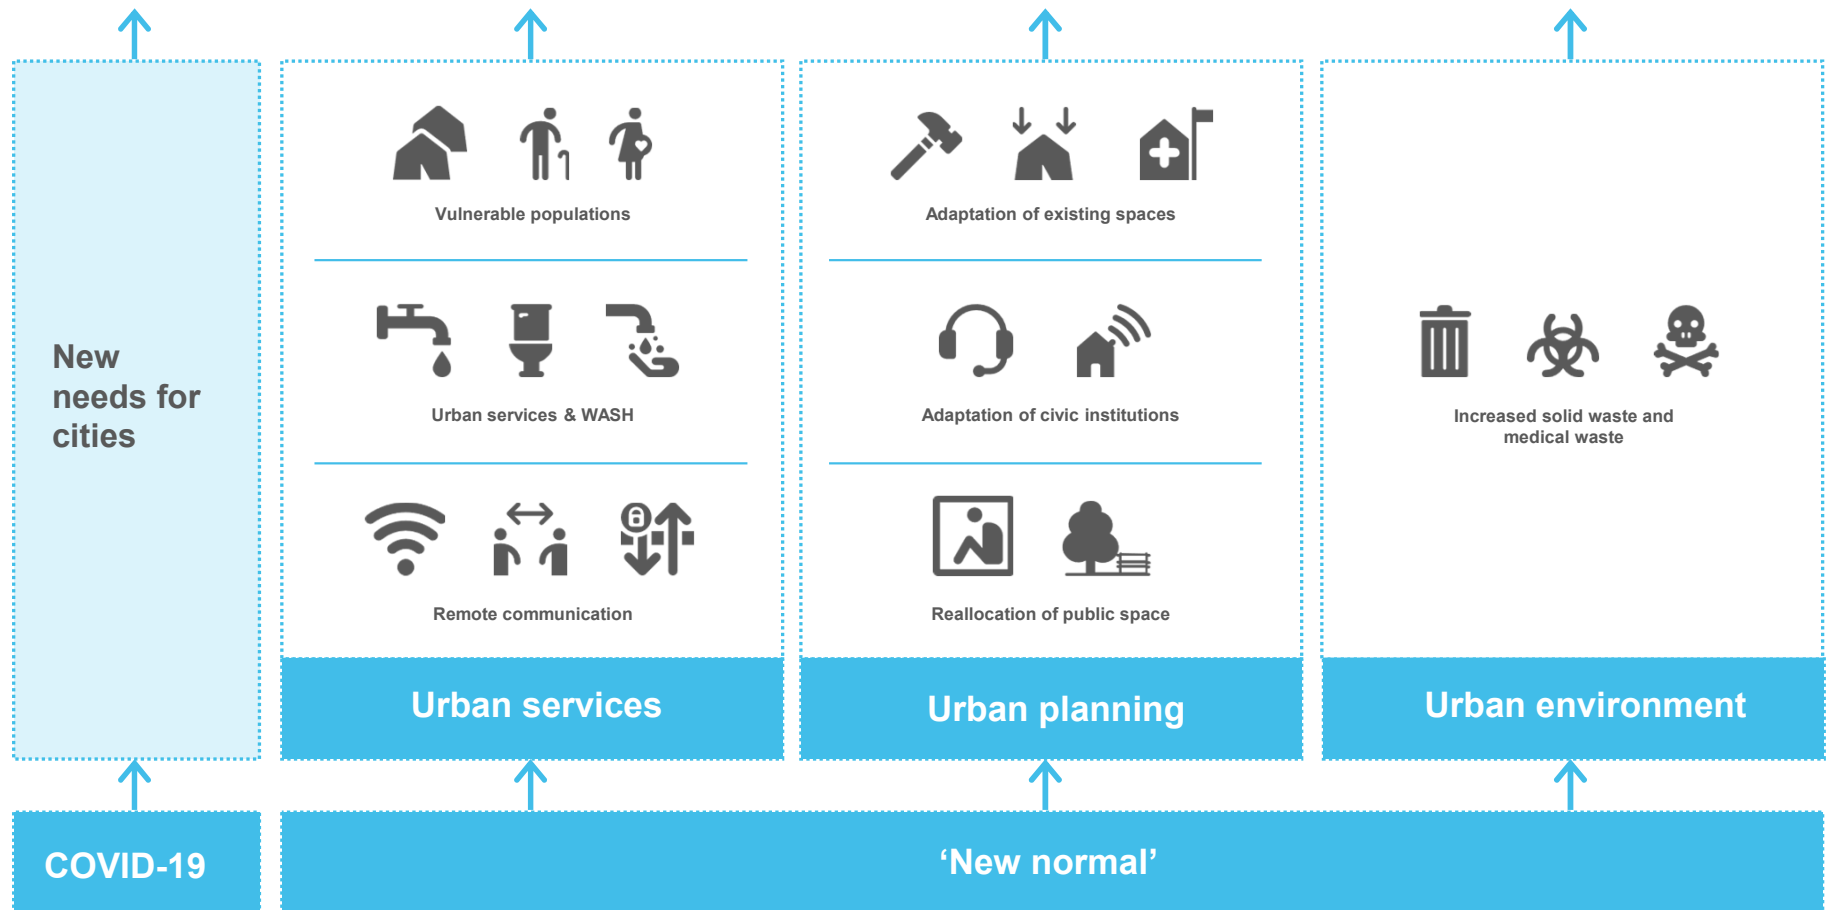 New
needs for
cities
Vulnerable populations
Urban services & WASH
Remote communication
Urban services
Adaptation of existing spaces
Adaptation of civic institutions
Reallocation of public space
Urban planning
Increased solid waste and
medical waste
Urban environment
COVID-19
‘New normal’